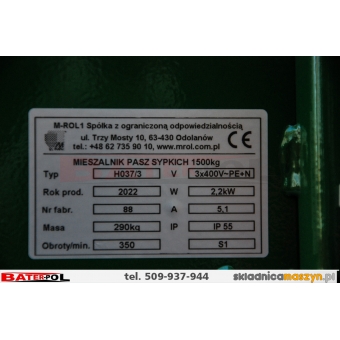 M-ROL1 Spółka z ograniczoną odpowiedzialnością
ul. Trzy Mosty 10, 63-430 Odolanów
tel.: +48 62 735 90 10, www.mrol.com.pl
CE
MIESZALNIK PASZ SYPKICH 1500kg
Typ H037/3 V 3x400V~PE+N
Rok prod. 2022 W 2,2kW
Nr fabr. 88 A 5,1
Masa 290kg IP IP 55
Obroty/min. 350 S1
BATERPOL tel. 509-937-944 skladnicamaszyn.pl